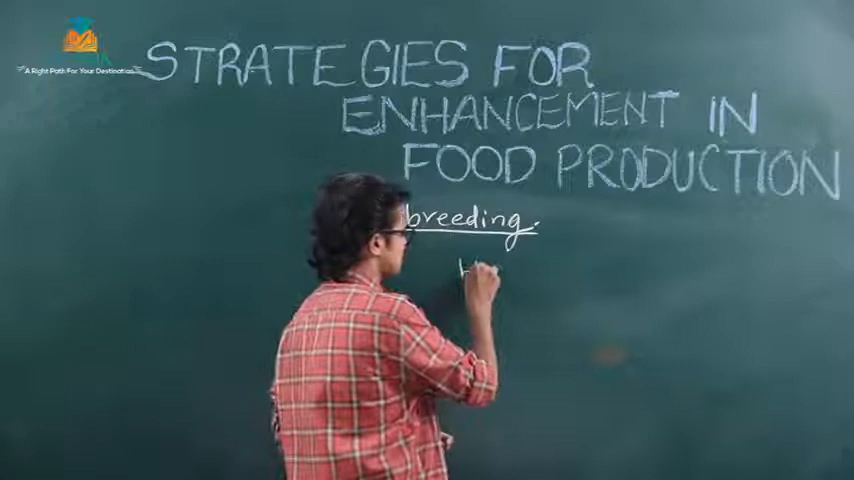 A Right Path For Your Destination
STRATEGIES FOR
ENHANCEMENT IN
FOOD PRODUCTION
breeding.